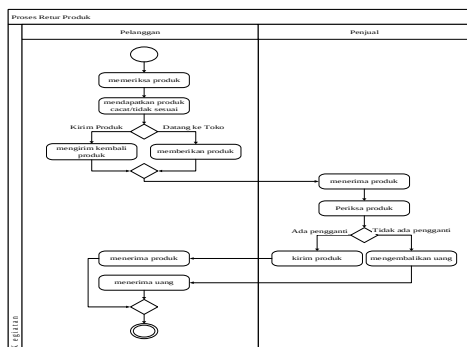 Proses Retur Produk
Pelanggan
Penjual
memeriksa produk
mendapatkan produk
cacat/tidak sesuai
Kirim Produk
Datang ke Toko
mengirim kembali
produk
memberikan produk
menerima produk
Periksa produk
Ada pengganti
Tidak ada pengganti
menerima produk
kirim produk
mengembalikan uang
menerima uang
Kegiatan